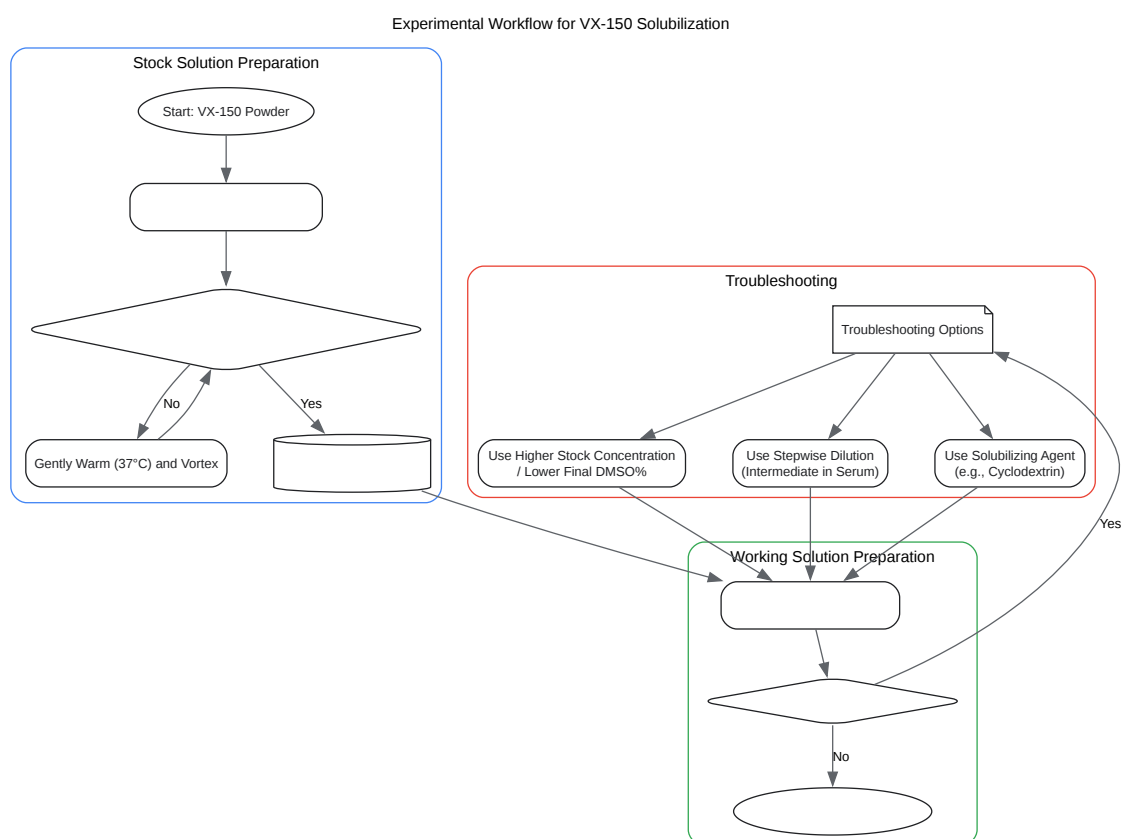 Experimental Workflow for VX-150 Solubilization
Stock Solution Preparation
Start: VX-150 Powder
No
Yes
Gently Warm (37°C) and Vortex
Troubleshooting
Troubleshooting Options
Use Higher Stock Concentration
/ Lower Final DMSO%
Use Stepwise Dilution
(Intermediate in Serum)
Use Solubilizing Agent
(e.g., Cyclodextrin)
Yes
Working Solution Preparation
No